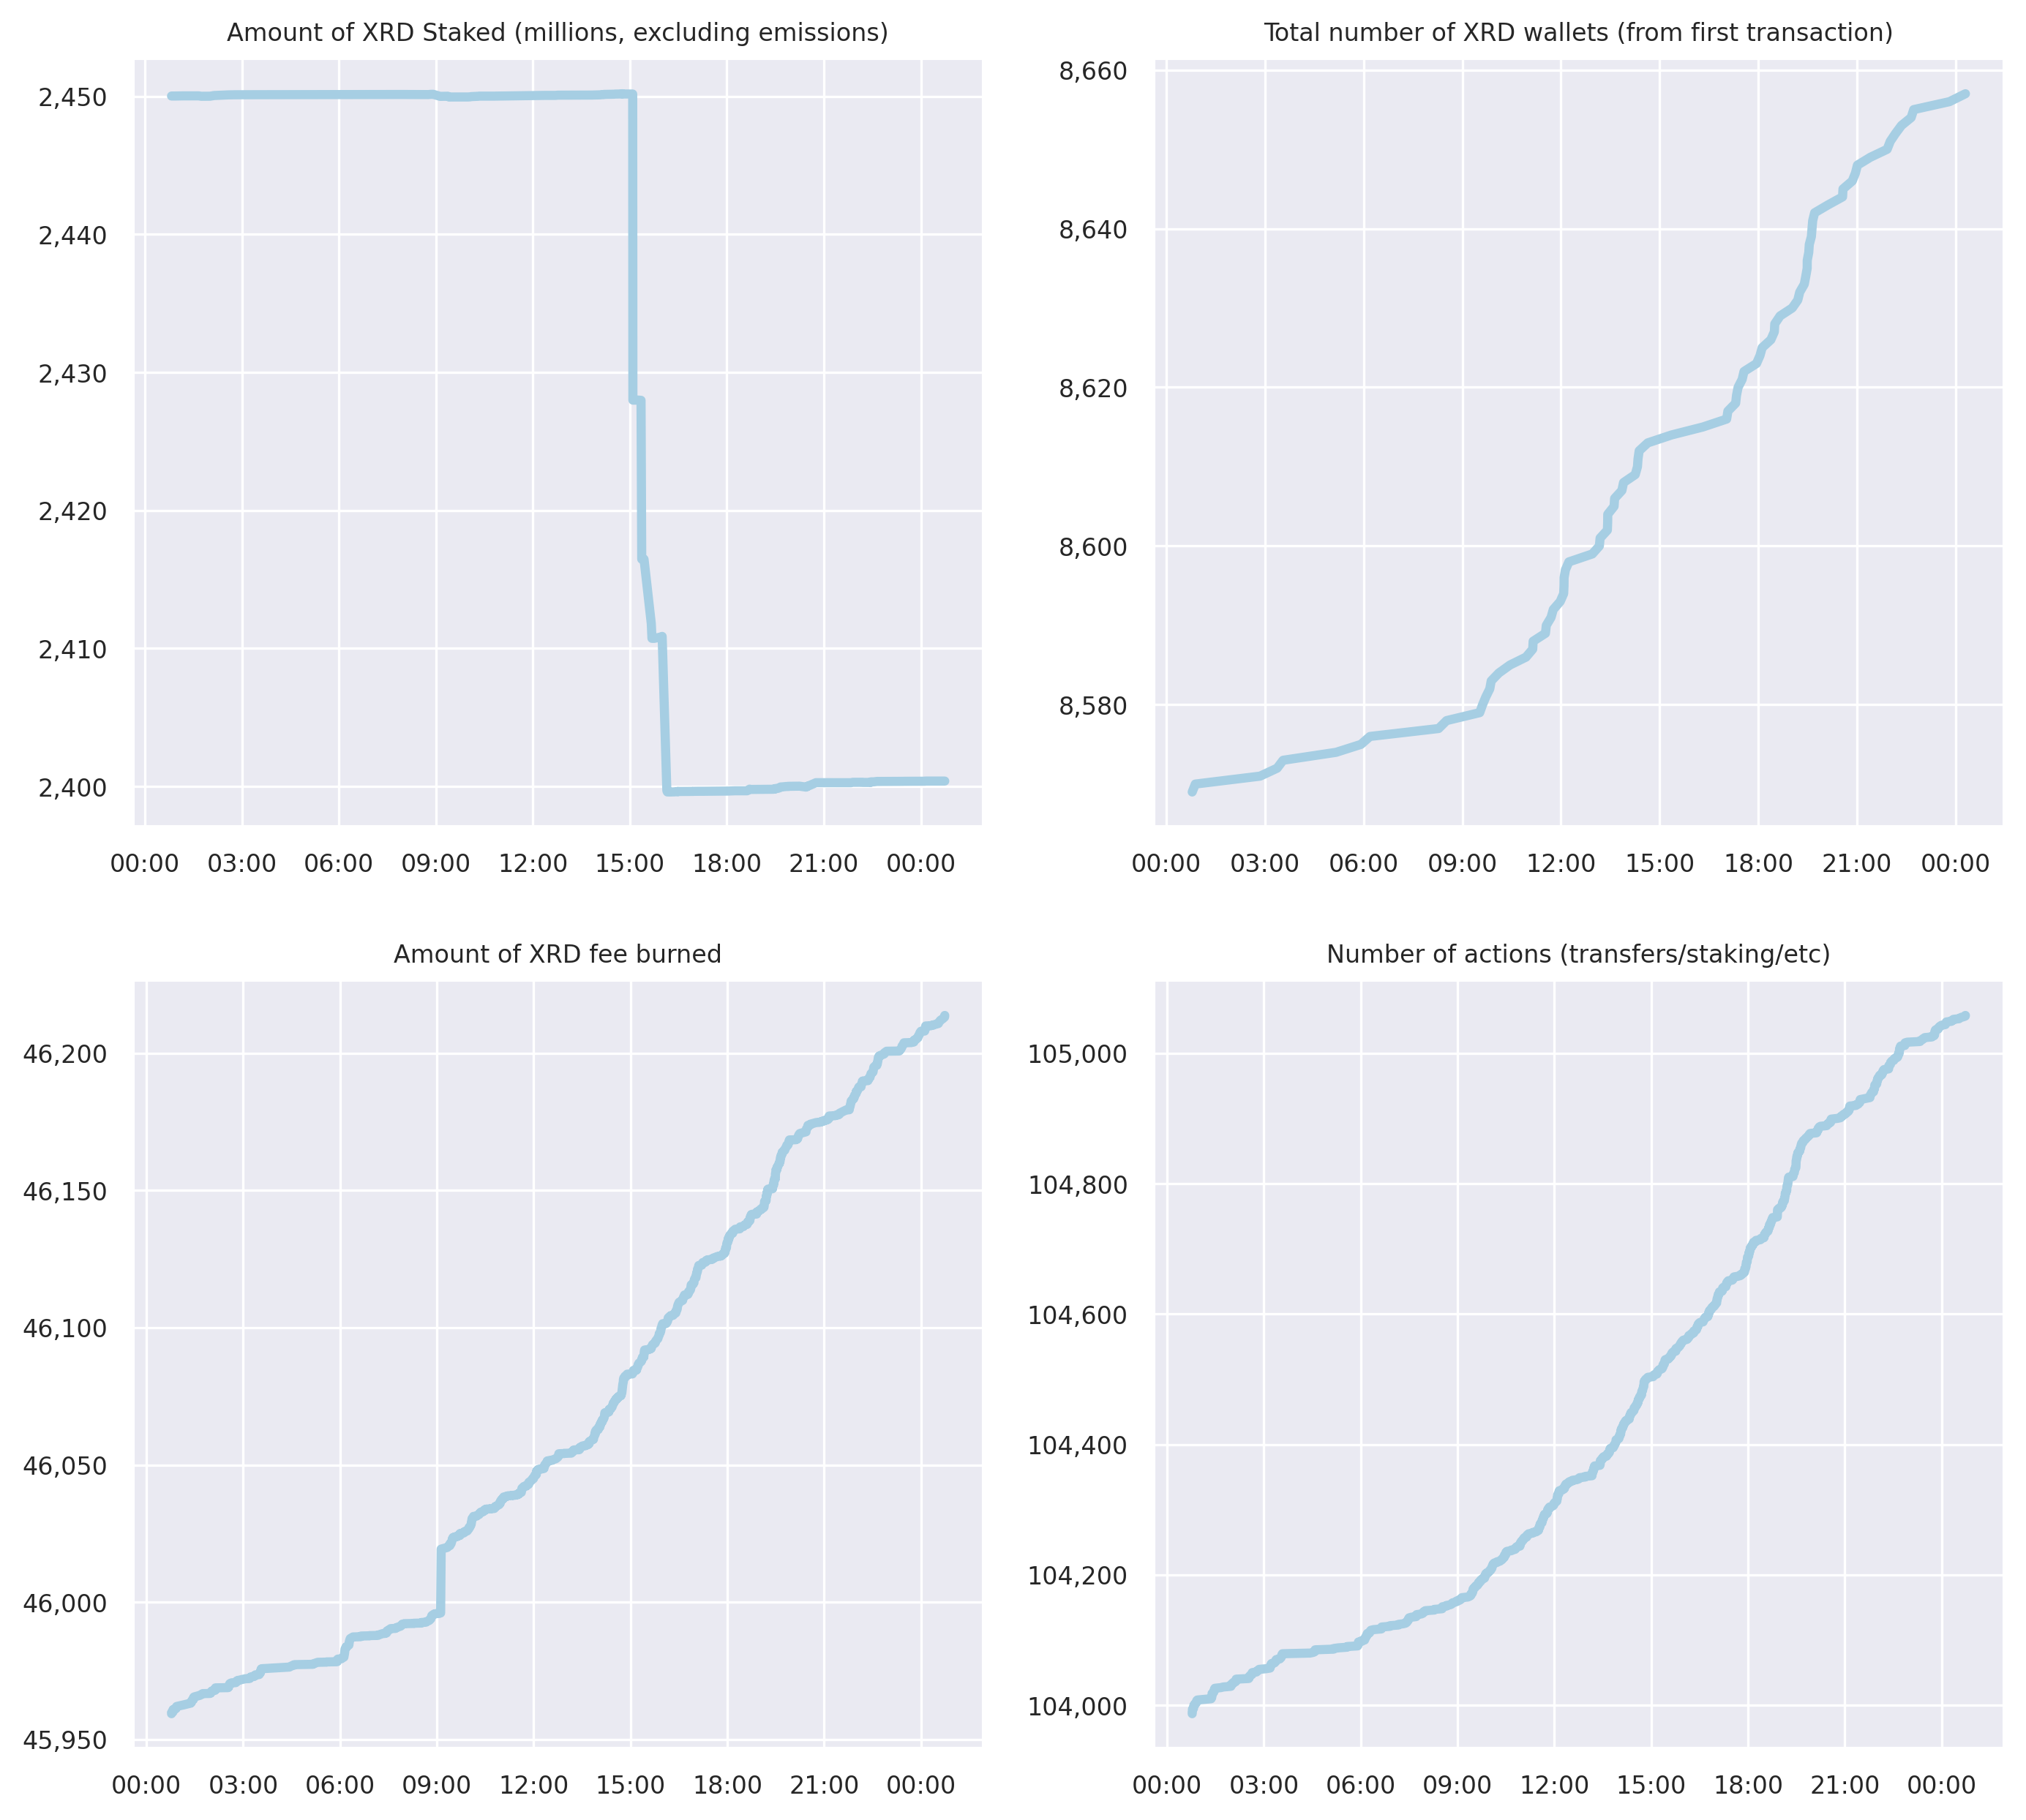 Amount of XRD Staked (millions, excluding emissions)
2,450
2,440
2,430
2,420
2,410
2,400
00:00 03:00 06:00 09:00 12:00 15:00 18:00 21:00 00:00
Total number of XRD wallets (from first transaction)
8,660
8,640
8,620
8,600
8,580
00:00 03:00 06:00 09:00 12:00 15:00 18:00 21:00 00:00
Amount of XRD fee burned
46,200
46,150
46,100
46,050
46,000
45,950
00:00 03:00 06:00 09:00 12:00 15:00 18:00 21:00 00:00
Number of actions (transfers/staking/etc)
105,000
104,800
104,600
104,400
104,200
104,000
00:00 03:00 06:00 09:00 12:00 15:00 18:00 21:00 00:00